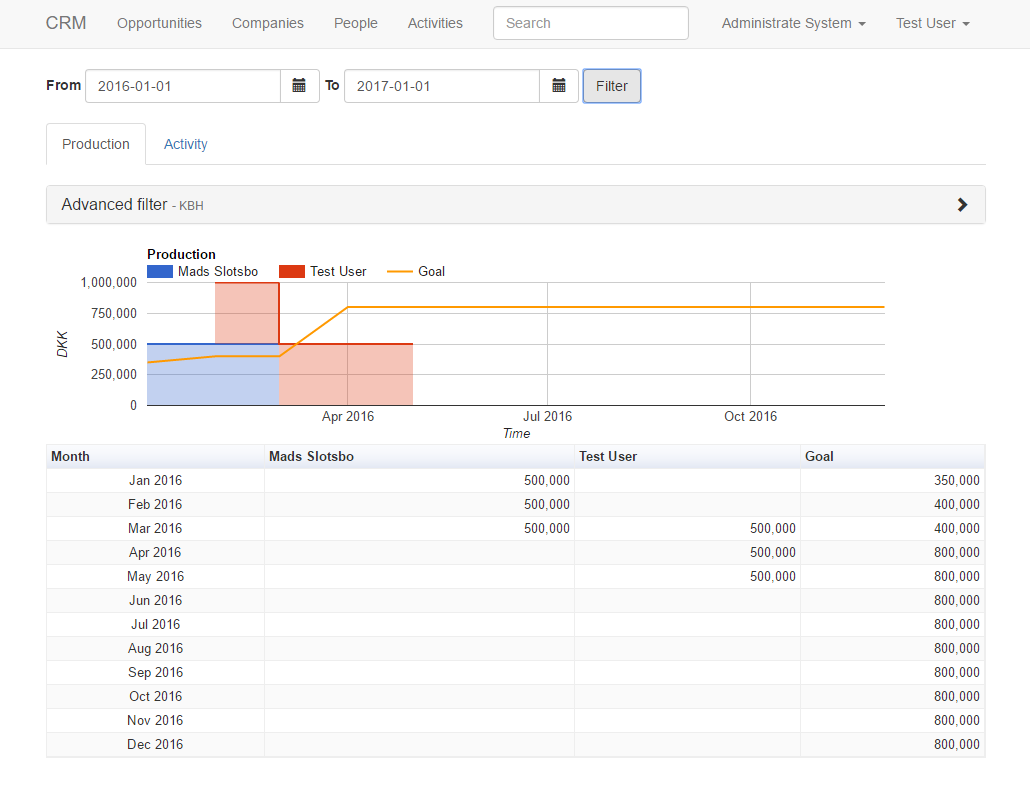 CRM Opportunities Companies People Activities Search Administrate System Test User
From 2016-01-01 To 2017-01-01 Filter
Production Activity
Advanced filter - KBH
Production
Mads Slotsbo Test User Goal
1,000,000
750,000
500,000
250,000
0
DKK
Apr 2016 Jul 2016 Oct 2016
Time
Month Mads Slotsbo Test User Goal
Jan 2016 500,000 350,000
Feb 2016 500,000 400,000
Mar 2016 500,000 500,000 400,000
Apr 2016 500,000 800,000
May 2016 500,000 800,000
Jun 2016 800,000
Jul 2016 800,000
Aug 2016 800,000
Sep 2016 800,000
Oct 2016 800,000
Nov 2016 800,000
Dec 2016 800,000